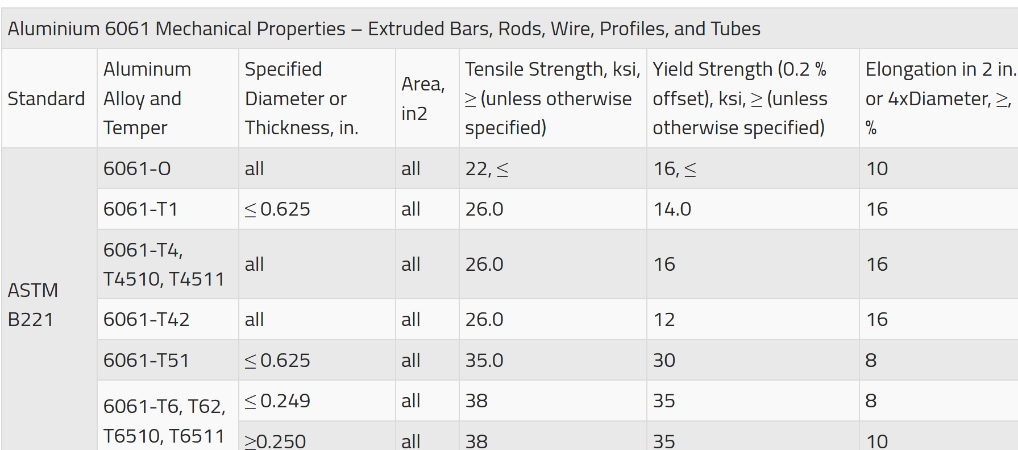 Aluminium 6061 Mechanical Properties – Extruded Bars, Rods, Wire, Profiles, and Tubes
Standard
Aluminum
Alloy and
Temper
Specified
Diameter or
Thickness, in.
Area,
in2
Tensile Strength, ksi,
≥ (unless otherwise
specified)
Yield Strength (0.2 %
offset), ksi, ≥ (unless
otherwise specified)
Elongation in 2 in.
or 4xDiameter, ≥,
%
ASTM
B221
6061-O all all 22, ≤ 16, ≤ 10
6061-T1 ≤ 0.625 all 26.0 14.0 16
6061-T4,
T4510, T4511
all all 26.0 16 16
6061-T42 all all 26.0 12 16
6061-T51 ≤ 0.625 all 35.0 30 8
6061-T6, T62,
T6510, T6511
≤ 0.249 all 38 35 8
≥0.250 all 38 35 10